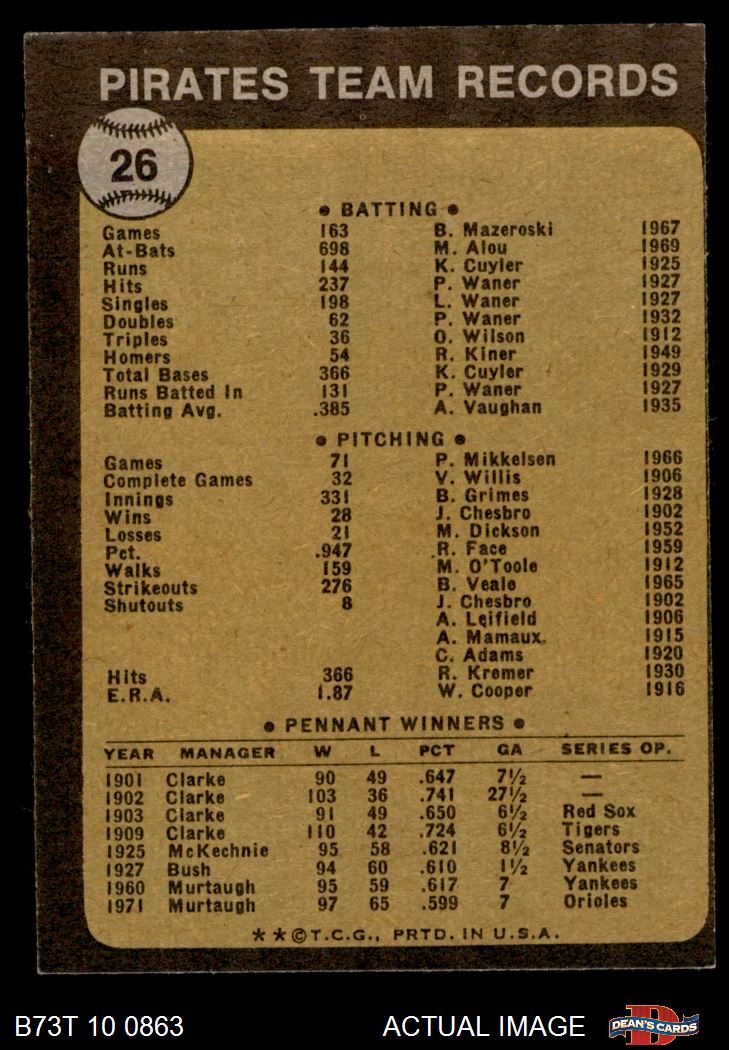 PIRATES TEAM RECORDS
26
• BATTING •
Games 163 B. Mazeroski 1967
At-Bats 698 M. Alou 1969
Runs 144 K. Cuyler 1925
Hits 237 P. Waner 1927
Singles 198 L. Waner 1927
Doubles 62 P. Waner 1932
Triples 36 O. Wilson 1912
Homers 54 R. Kiner 1949
Total Bases 366 K. Cuyler 1929
Runs Batted In 131 P. Waner 1927
Batting Avg. .385 A. Vaughan 1935
• PITCHING •
Games 71 P. Mikkelsen 1966
Complete Games 32 V. Willis 1906
Innings 331 B. Grimes 1928
Wins 28 J. Chesbro 1902
Losses 21 M. Dickson 1952
Pct. .947 R. Face 1959
Walks 159 M. O'Toole 1912
Strikeouts 276 B. Veale 1965
Shutouts 8 J. Chesbro 1902
A. Leifield 1906
A. Mamaux 1915
C. Adams 1920
Hits 366 R. Kremer 1930
E.R.A. 1.87 W. Cooper 1916
• PENNANT WINNERS •
YEAR MANAGER W L PCT GA SERIES OP.
1901 Clarke 90 49 .647 7½ —
1902 Clarke 103 36 .741 27½ —
1903 Clarke 91 49 .650 6½ Red Sox
1909 Clarke 110 42 .724 6½ Tigers
1925 McKechnie 95 58 .621 8½ Senators
1927 Bush 94 60 .610 1½ Yankees
1960 Murtaugh 95 59 .617 7 Yankees
1971 Murtaugh 97 65 .599 7 Orioles
**©T.C.G., PRTD. IN U.S.A.
B73T 10 0863 ACTUAL IMAGE DEAN'S CARDS